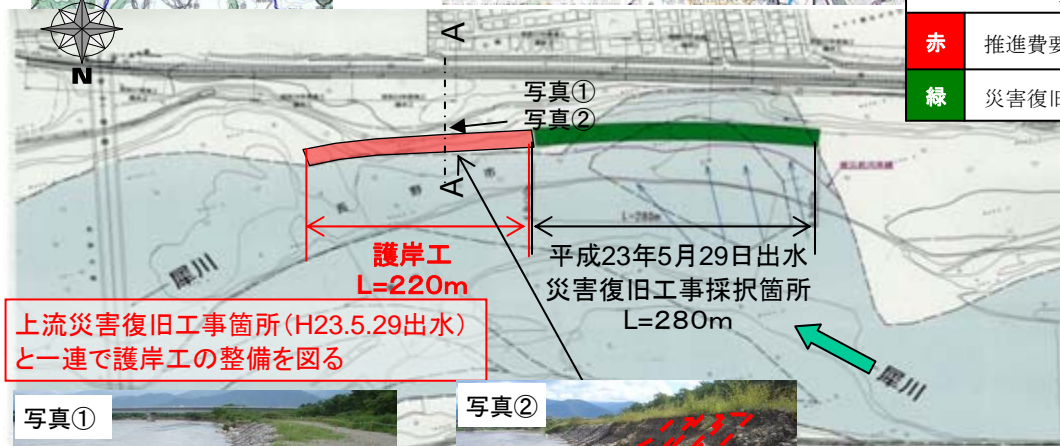 N
A
A
赤 推進費要
緑 災害復旧
写真①
写真②
長野市
L=280m
護岸工
L=220m
平成23年5月29日出水
災害復旧工事採択箇所
L=280m
犀川
犀川
上流災害復旧工事箇所(H23.5.29出水)
と一連で護岸工の整備を図る
写真①
写真②